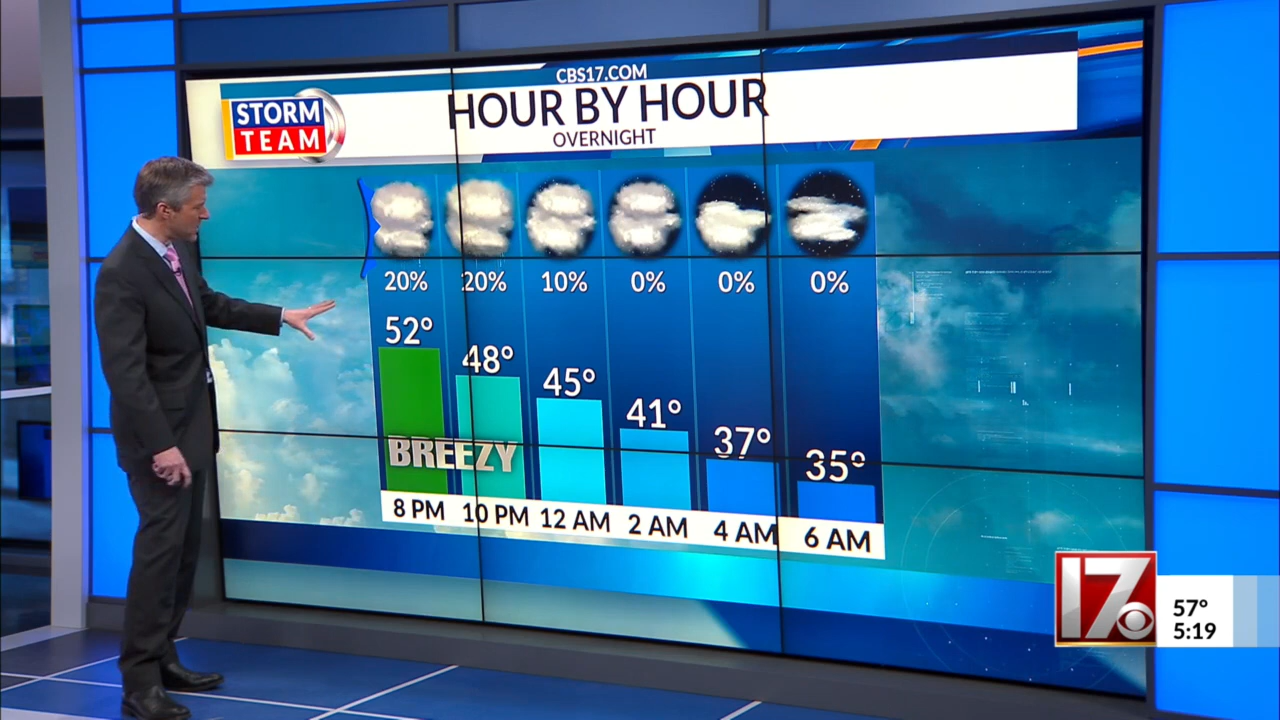 CBS17.COM
HOUR BY HOUR
OVERNIGHT
STORM
TEAM
20% 20% 10% 0% 0% 0%
52° 48° 45° 41° 37° 35°
BREEZY
8 PM 10 PM 12 AM 2 AM 4 AM 6 AM
17
57°
5:19